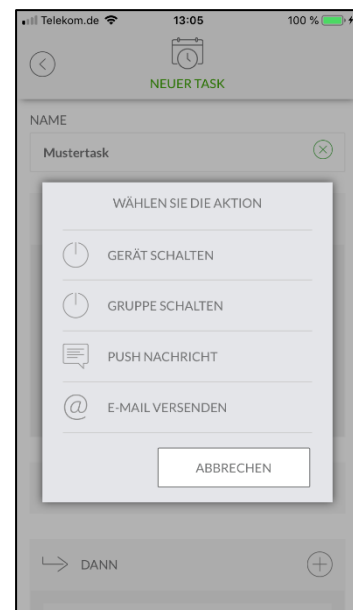 Telekom.de 13:05 100 %
NEUER TASK
NAME
Mustertask
WÄHLEN SIE DIE AKTION
GERÄT SCHALTEN
GRUPPE SCHALTEN
PUSH NACHRICHT
@ E-MAIL VERSENDEN
ABBRECHEN
DANN